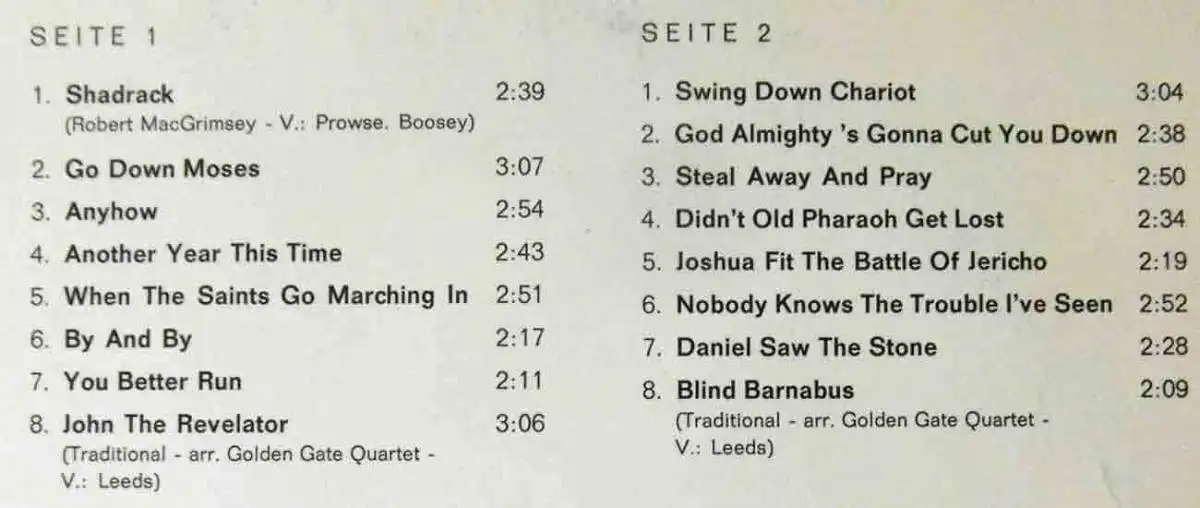 SEITE 1
1. Shadrack 2:39
(Robert MacGrimsey - V.: Prowse. Boosey)
2. Go Down Moses 3:07
3. Anyhow 2:54
4. Another Year This Time 2:43
5. When The Saints Go Marching In 2:51
6. By And By 2:17
7. You Better Run 2:11
8. John The Revelator 3:06
(Traditional - arr. Golden Gate Quartet -
V.: Leeds)
SEITE 2
1. Swing Down Chariot 3:04
2. God Almighty 's Gonna Cut You Down 2:38
3. Steal Away And Pray 2:50
4. Didn't Old Pharaoh Get Lost 2:34
5. Joshua Fit The Battle Of Jericho 2:19
6. Nobody Knows The Trouble I've Seen 2:52
7. Daniel Saw The Stone 2:28
8. Blind Barnabus 2:09
(Traditional - arr. Golden Gate Quartet -
V.: Leeds)